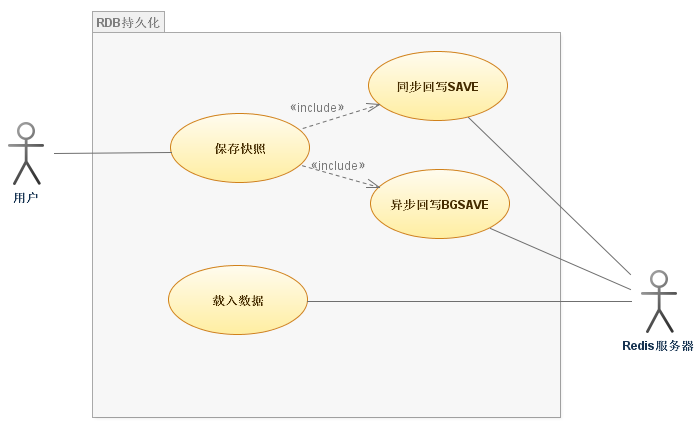 RDB持久化
同步回写SAVE
«include»
保存快照
«include»
用户
异步回写BGSAVE
载入数据
Redis服务器